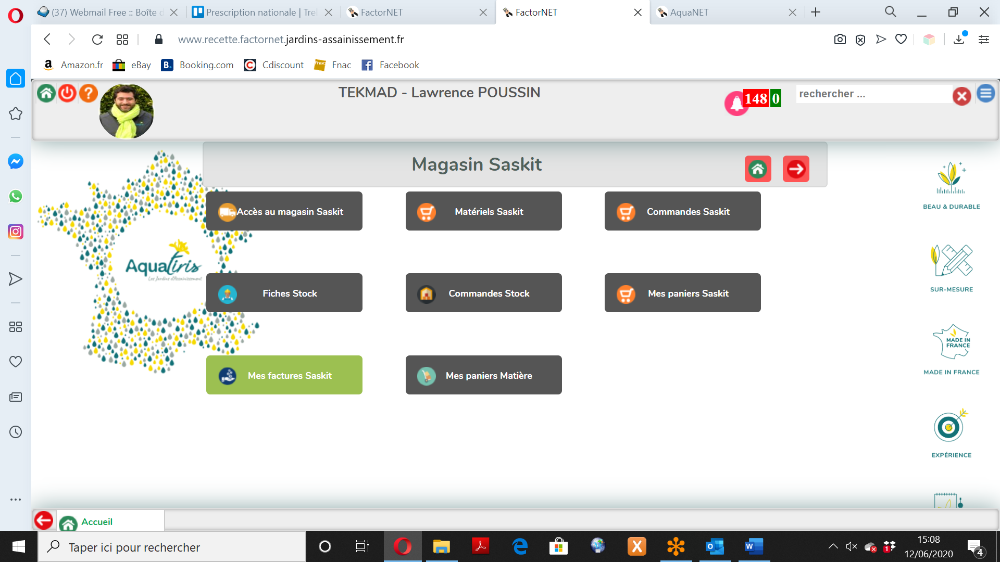 (37) Webmail Free :: Boîte d
Prescription nationale | Trel
FactorNET
FactorNET
AquaNET
www.recette.factornet.jardins-assainissement.fr
Amazon.fr
eBay
Booking.com
Cdiscount
Fnac
Facebook
TEKMAD - Lawrence POUSSIN
148 0
rechercher ...
Magasin Saskit
Accès au magasin Saskit
Matériels Saskit
Commandes Saskit
Fiches Stock
Commandes Stock
Mes paniers Saskit
Mes factures Saskit
Mes paniers Matière
Aquatiris
Les Jardins d'Assainissement
BEAU & DURABLE
SUR-MESURE
MADE IN
FRANCE
MADE IN FRANCE
EXPÉRIENCE
Accueil
Taper ici pour rechercher
15:08
12/06/2020
4
1